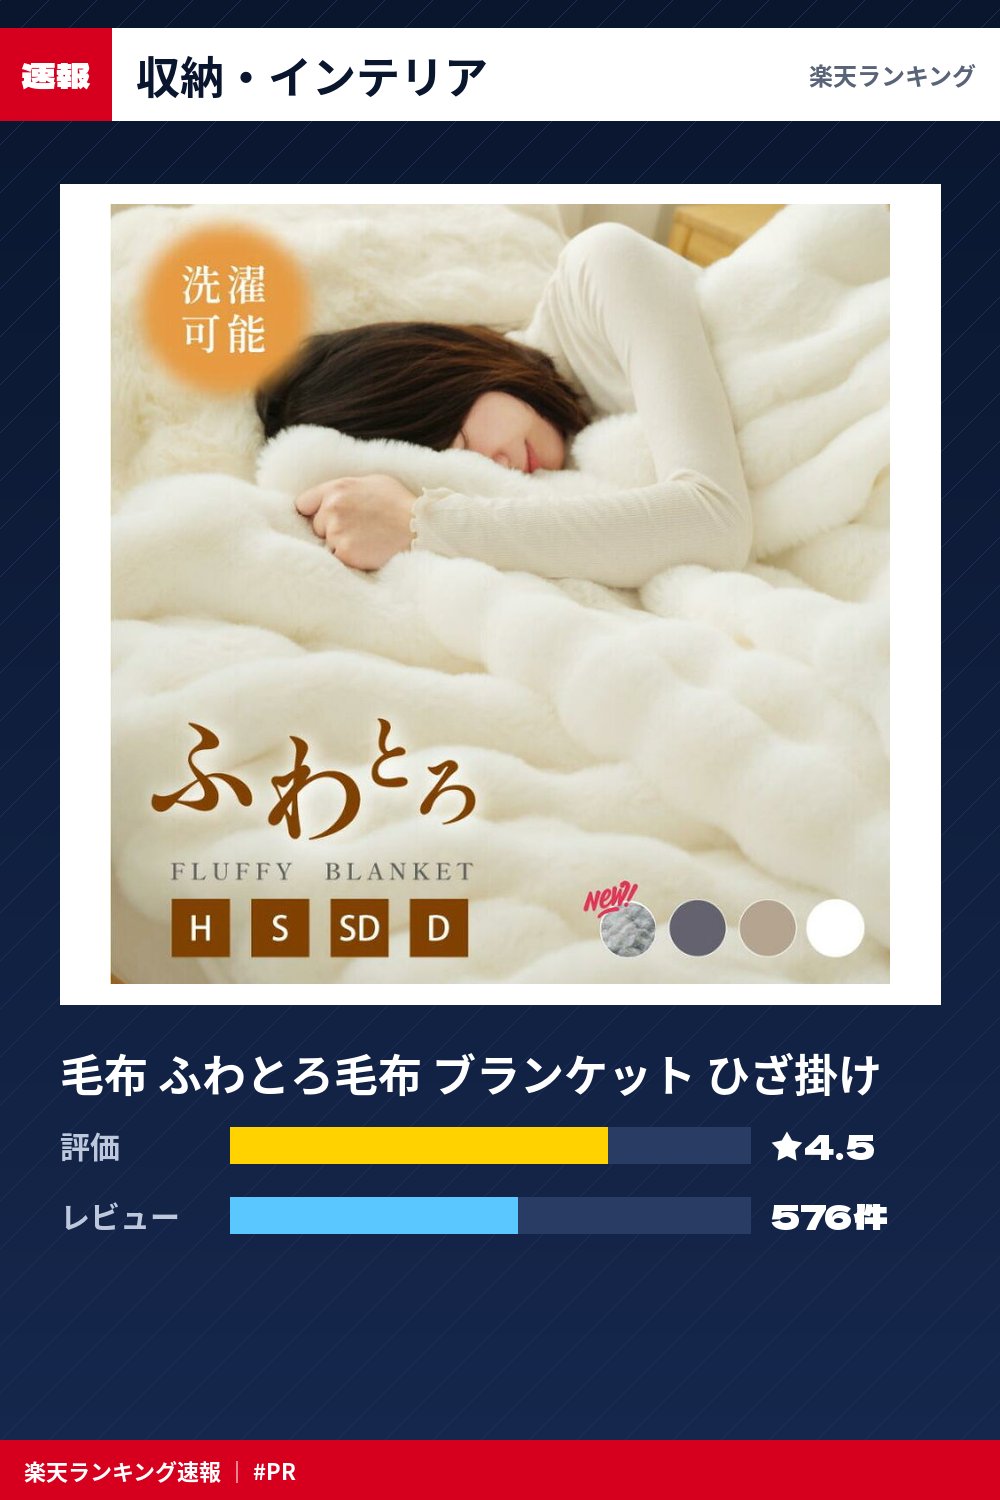 速報
収納・インテリア
楽天ランキング
洗濯
可能
ふわとろ
FLUFFY BLANKET
H S SD D
NEW!
毛布 ふわとろ毛布 ブランケット ひざ掛け
評価 ★4.5
レビュー 576件
楽天ランキング速報｜#PR